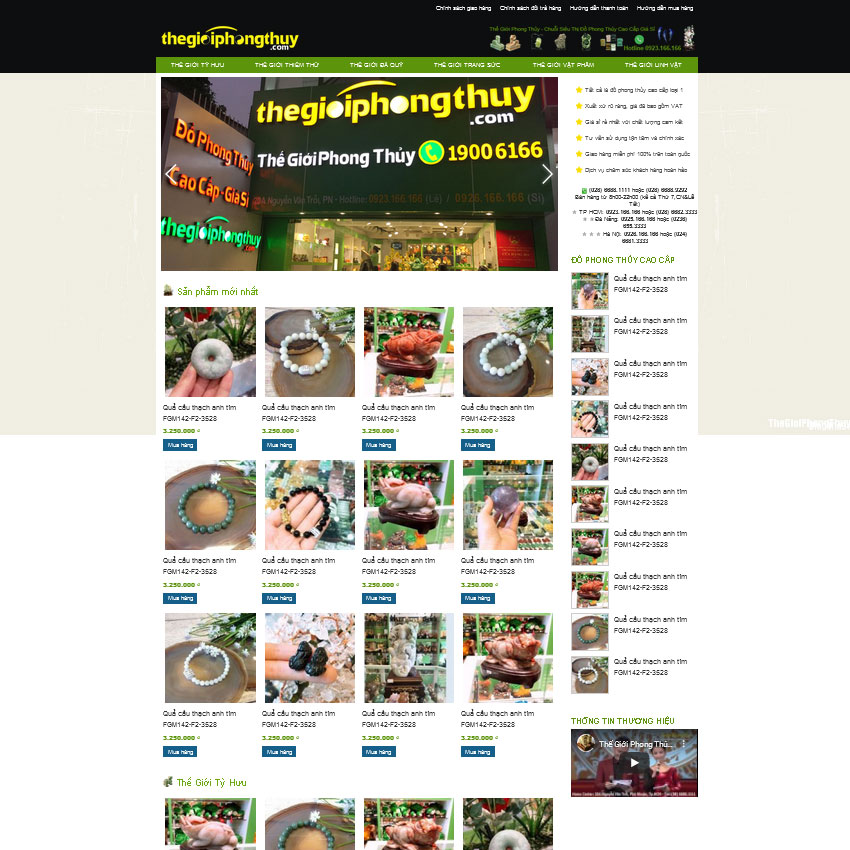 Chính sách giao hàng Chính sách đổi trả hàng Hướng dẫn thanh toán Hướng dẫn mua hàng
thegioiphongthuy
.com
Thế Giới Phong Thủy - Chuỗi Siêu Thị Đồ Phong Thủy Cao Cấp Giá Sỉ
Hotline 0923.166.166
THẾ GIỚI TỲ HƯU THẾ GIỚI THIỀM THỪ THẾ GIỚI ĐÁ QUÝ THẾ GIỚI TRANG SỨC THẾ GIỚI VẬT PHẨM THẾ GIỚI LINH VẬT
thegioiphongthuy
.com
Thế Giới Phong Thủy 1900 6166
Đồ Phong Thủy
Cao Cấp - Giá Sỉ
thegioiphongthuy
.com
Nguyễn Văn Trỗi, PN - Hotline: 0923.166.166 (Lẻ) / 0926.166.166 (Sỉ)
Tất cả là đồ phong thủy cao cấp loại 1
Xuất xứ rõ ràng, giá đã bao gồm VAT
Giá sỉ rẻ nhất với chất lượng cam kết
Tư vấn sử dụng tận tâm và chính xác
Giao hàng miễn phí 100% trên toàn quốc
Dịch vụ chăm sóc khách hàng hoàn hảo
(028) 6688.1111 hoặc (028) 6688.9292
Bán hàng từ 8h00-22h00 (kể cả Thứ 7,CN&Lễ
Tết)
TP HCM: 0923.166.166 hoặc (028) 6682.3333
Đà Nẵng: 0925.166.166 hoặc (0236)
655.3333
Hà Nội: 0926.166.166 hoặc (024)
6681.3333
ĐỒ PHONG THỦY CAO CẤP
Quả cầu thạch anh tím
FGM142-F2-3528
Quả cầu thạch anh tím
FGM142-F2-3528
Quả cầu thạch anh tím
FGM142-F2-3528
Quả cầu thạch anh tím
FGM142-F2-3528
Quả cầu thạch anh tím
FGM142-F2-3528
Quả cầu thạch anh tím
FGM142-F2-3528
Quả cầu thạch anh tím
FGM142-F2-3528
Quả cầu thạch anh tím
FGM142-F2-3528
Quả cầu thạch anh tím
FGM142-F2-3528
Quả cầu thạch anh tím
FGM142-F2-3528
THÔNG TIN THƯƠNG HIỆU
Thế Giới Phong Thủ...
Sản phẩm mới nhất
Quả cầu thạch anh tím Quả cầu thạch anh tím Quả cầu thạch anh tím Quả cầu thạch anh tím
FGM142-F2-3528 FGM142-F2-3528 FGM142-F2-3528 FGM142-F2-3528
3.250.000 đ 3.250.000 đ 3.250.000 đ 3.250.000 đ
Mua hàng Mua hàng Mua hàng Mua hàng
Quả cầu thạch anh tím Quả cầu thạch anh tím Quả cầu thạch anh tím Quả cầu thạch anh tím
FGM142-F2-3528 FGM142-F2-3528 FGM142-F2-3528 FGM142-F2-3528
3.250.000 đ 3.250.000 đ 3.250.000 đ 3.250.000 đ
Mua hàng Mua hàng Mua hàng Mua hàng
Quả cầu thạch anh tím Quả cầu thạch anh tím Quả cầu thạch anh tím Quả cầu thạch anh tím
FGM142-F2-3528 FGM142-F2-3528 FGM142-F2-3528 FGM142-F2-3528
3.250.000 đ 3.250.000 đ 3.250.000 đ 3.250.000 đ
Mua hàng Mua hàng Mua hàng Mua hàng
Thế Giới Tỳ Hưu